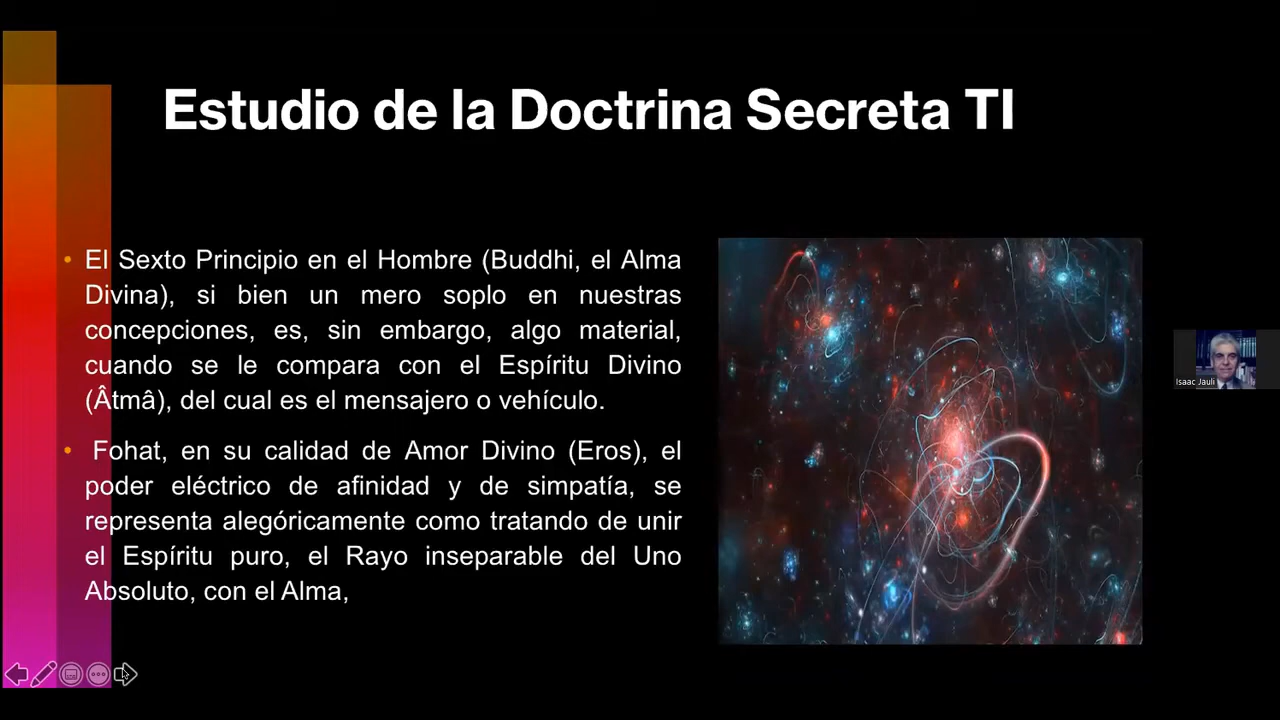 Estudio de la Doctrina Secreta TI
• El Sexto Principio en el Hombre (Buddhi, el Alma
Divina), si bien un mero soplo en nuestras
concepciones, es, sin embargo, algo material,
cuando se le compara con el Espíritu Divino
(Âtmâ), del cual es el mensajero o vehículo.
• Fohat, en su calidad de Amor Divino (Eros), el
poder eléctrico de afinidad y de simpatía, se
representa alegóricamente como tratando de unir
el Espíritu puro, el Rayo inseparable del Uno
Absoluto, con el Alma,
Isaac Jauli